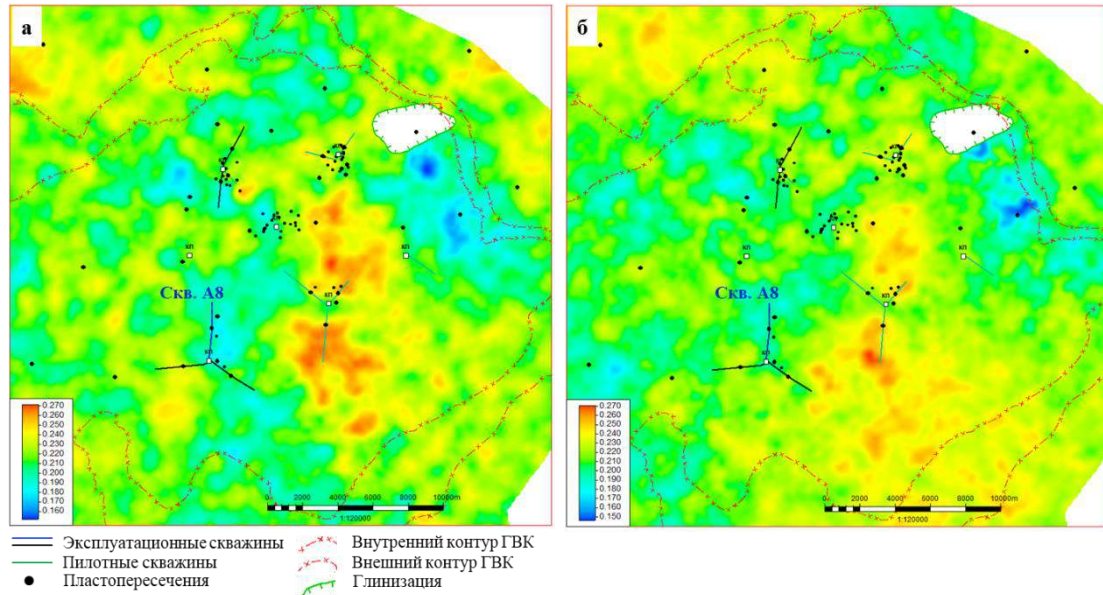 а
кп
кп
Скв. А8
кп
кп
0.270
0.260
0.250
0.240
0.230
0.220
0.210
0.200
0.190
0.180
0.170
0.160
0 2000 4000 6000 8000 10000m
1:120000
б
кп
кп
Скв. А8
кп
кп
0.270
0.260
0.250
0.240
0.230
0.220
0.210
0.200
0.190
0.180
0.170
0.160
0.150
0 2000 4000 6000 8000 10000m
1:120000
Эксплуатационные скважины
Пилотные скважины
Пластопересечения
Внутренний контур ГВК
Внешний контур ГВК
Глинизация